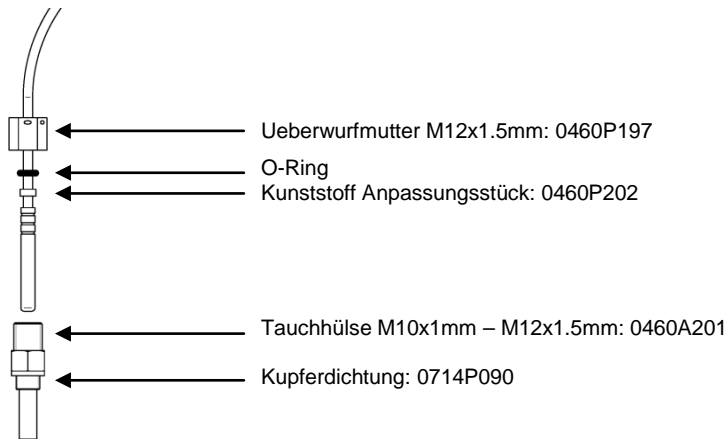 Ueberwurfmutter M12x1.5mm: 0460P197
O-Ring
Kunststoff Anpassungsstück: 0460P202
Tauchhülse M10x1mm – M12x1.5mm: 0460A201
Kupferdichtung: 0714P090